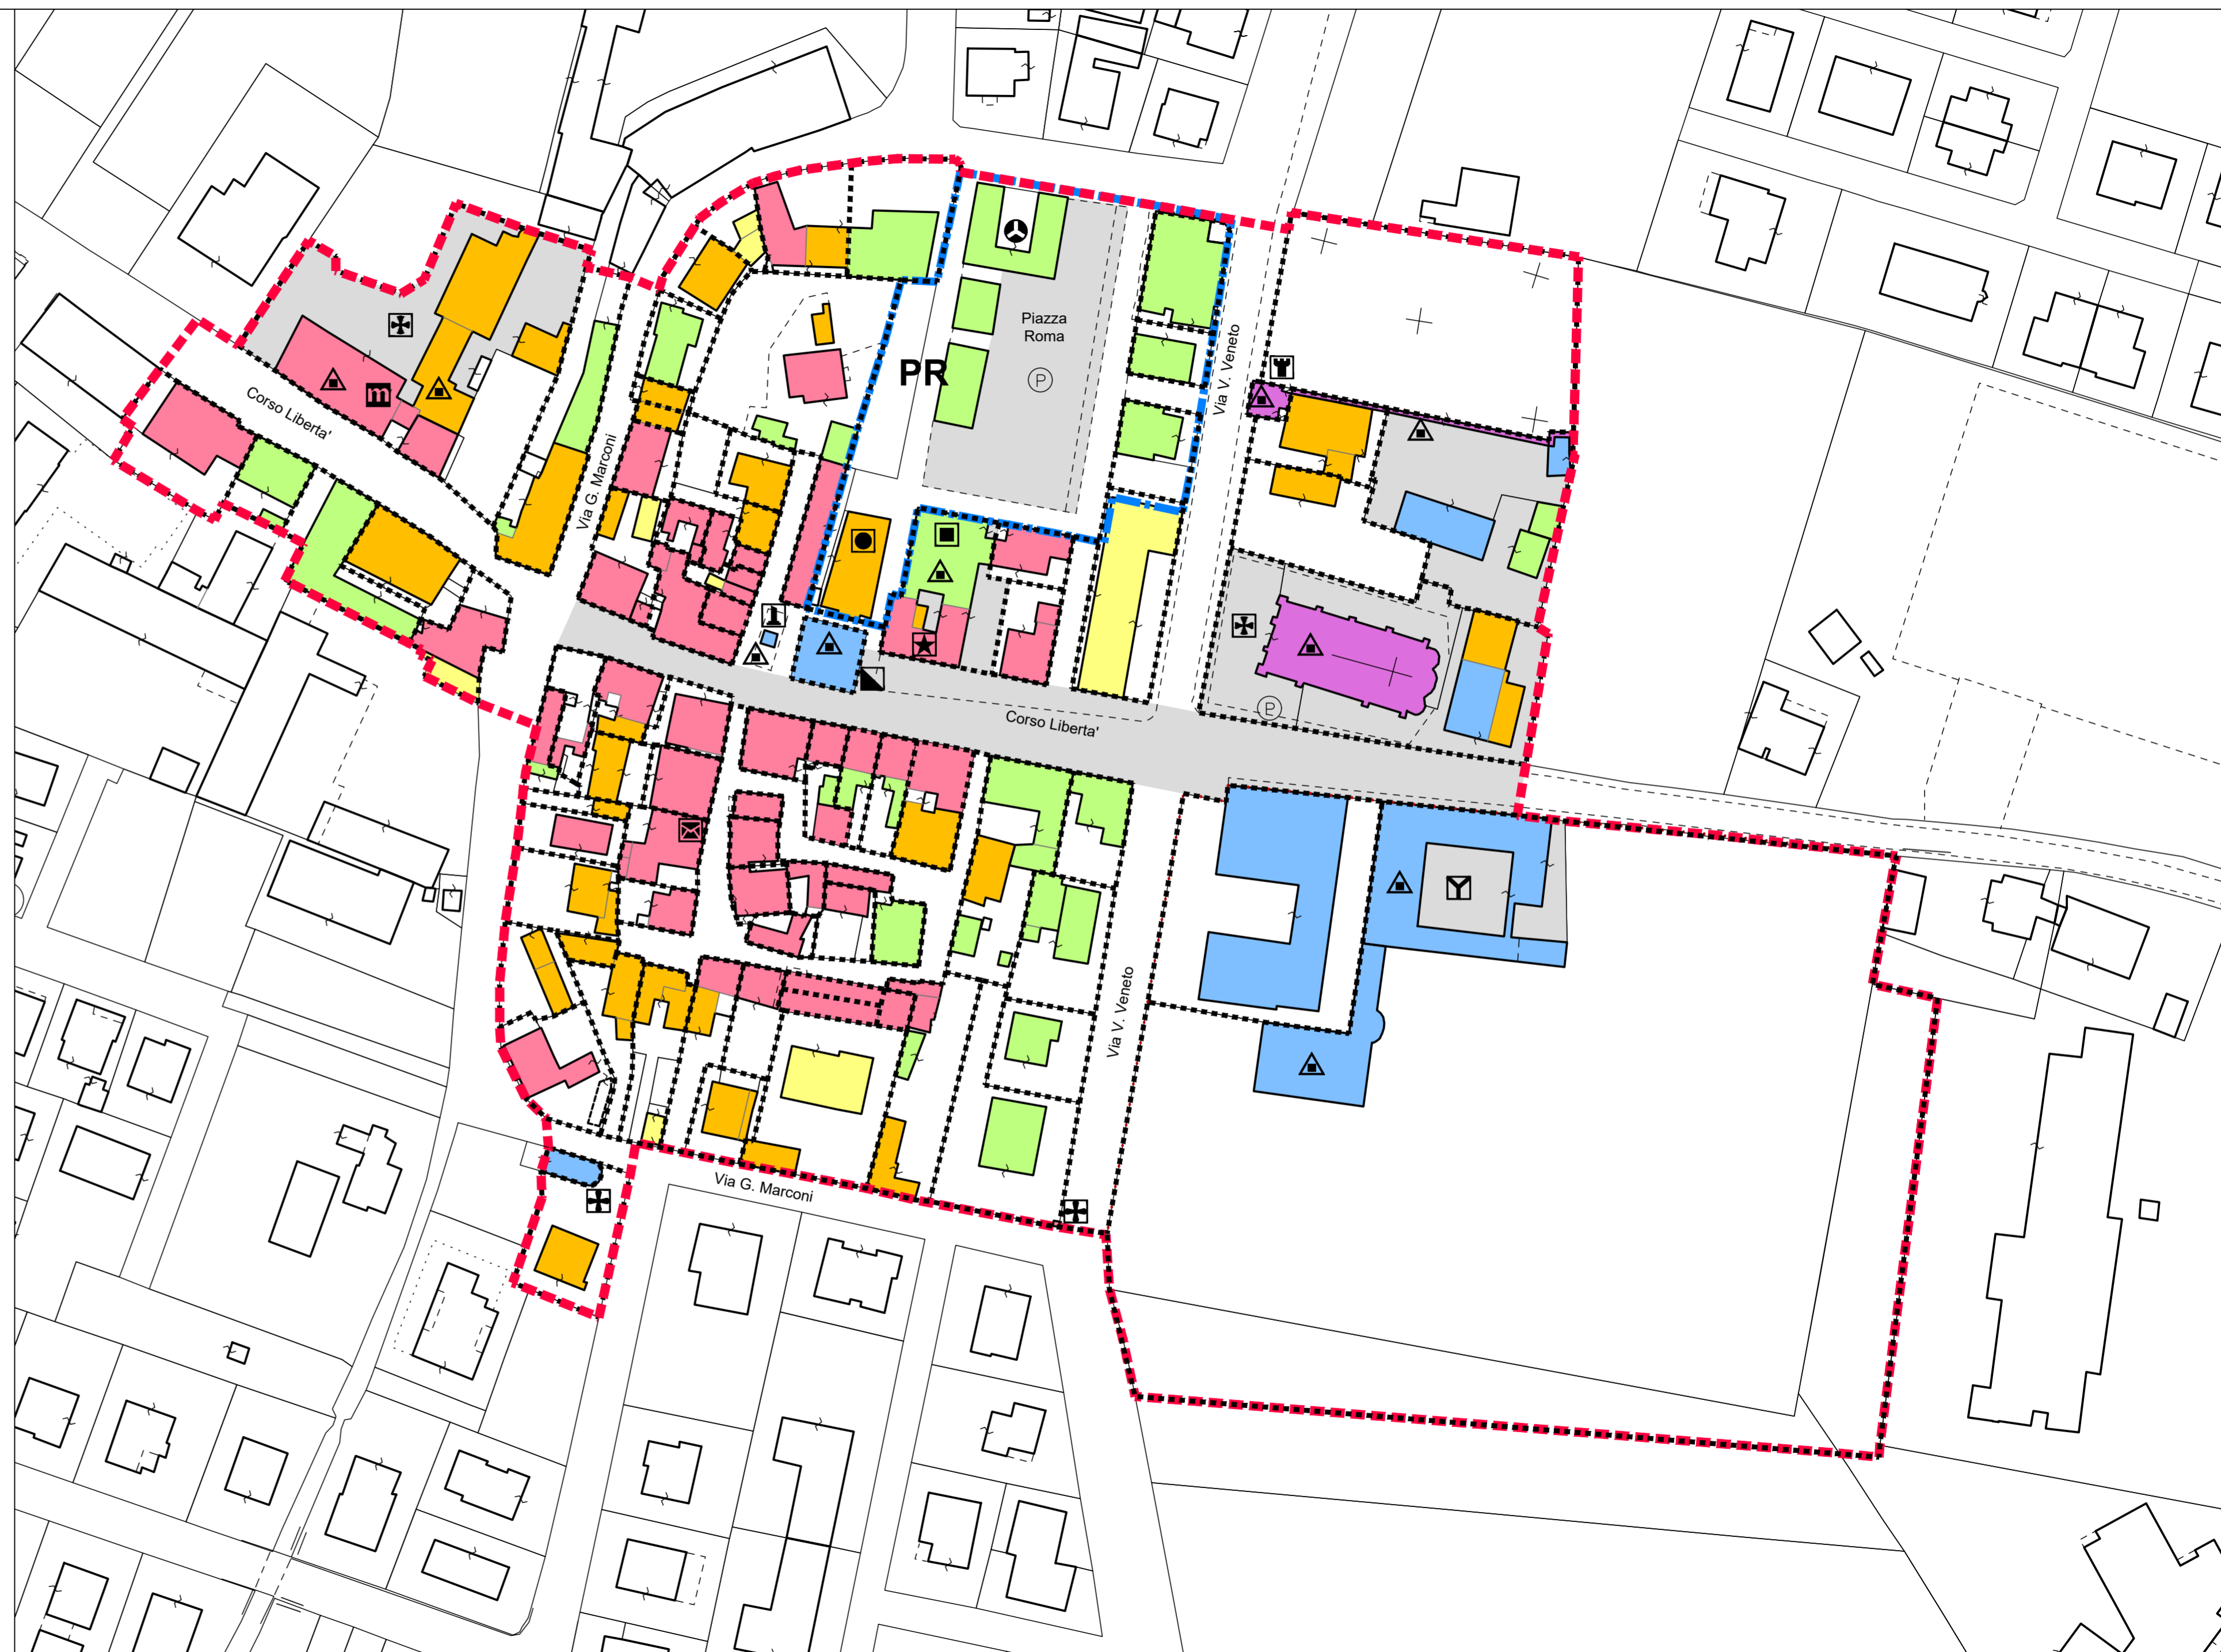 Piazza
Roma
P
PR
Via V. Veneto
Corso Liberta'
m
Via G. Marconi
P
Corso Liberta'
Via V. Veneto
Via G. Marconi